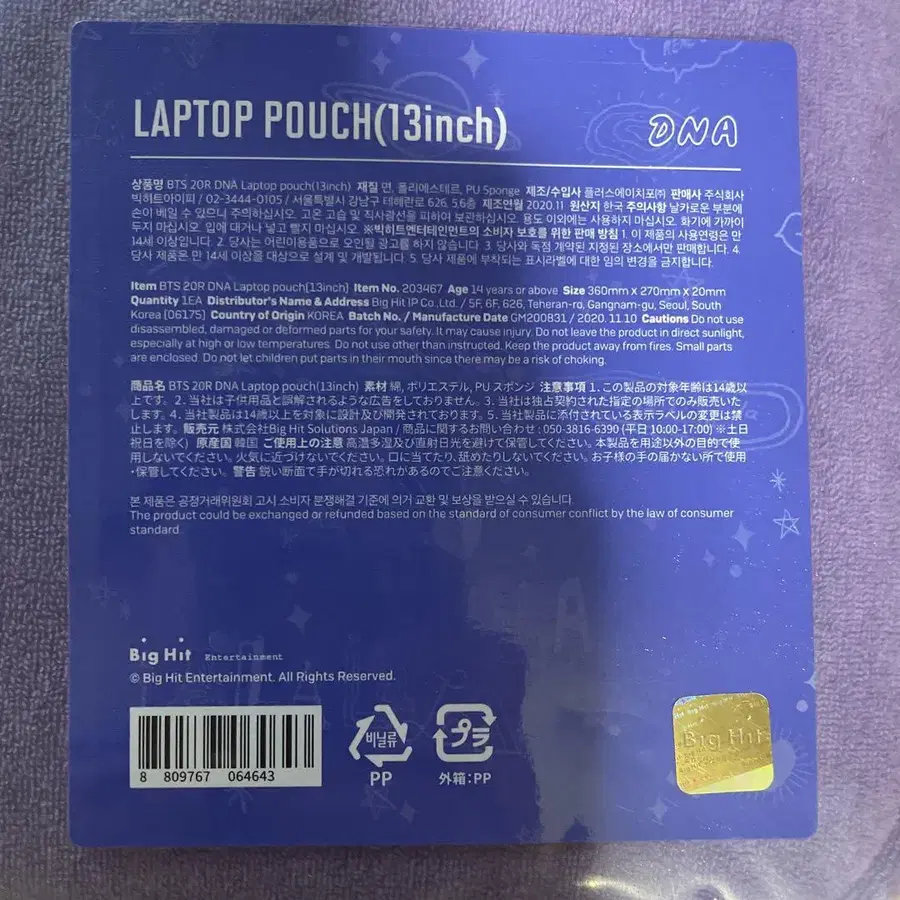 LAPTOP POUCH(13inch)
DNA
상품명 BTS 20R DNA Laptop pouch(13inch) 재질 면, 폴리에스테르, PU Sponge 제조/수입사 플러스에이치포㈜ 판매사 주식회사
빅히트아이피 / 02-3444-0105 / 서울특별시 강남구 테헤란로 626, 5,6층 제조연월 2020.11 원산지 한국 주의사항 날카로운 부분에
손이 베일 수 있으니 주의하십시오. 고온 고습 및 직사광선을 피하여 보관하십시오. 용도 이외에는 사용하지 마십시오. 화기에 가까이
두지 마십시오. 입에 대거나 넣고 빨지 마십시오. ※빅히트엔터테인먼트의 소비자 보호를 위한 판매 방침 1. 이 제품의 사용연령은 만
14세 이상입니다. 2. 당사는 어린이용품으로 오인될 광고를 하지 않습니다. 3. 당사와 독점 계약된 지정된 장소에서만 판매합니다. 4.
당사 제품은 만 14세 이상을 대상으로 설계 및 개발됩니다. 5. 당사 제품에 부착되는 표시라벨에 대한 임의 변경을 금지합니다.
Item BTS 20R DNA Laptop pouch(13inch) Item No. 203467 Age 14 years or above Size 360mm x 270mm x 20mm
Quantity 1EA Distributor's Name & Address Big Hit IP Co.,Ltd. / 5F, 6F, 626, Teheran-ro, Gangnam-gu, Seoul, South
Korea [06175] Country of Origin KOREA Batch No. / Manufacture Date GM200831 / 2020.11.10 Cautions Do not use
disassembled, damaged or deformed parts for your safety. It may cause injury. Do not leave the product in direct sunlight,
especially at high or low temperatures. Do not use other than instructed. Keep the product away from fires. Small parts
are enclosed. Do not let children put parts in their mouth since there may be a risk of choking.
商品名 BTS 20R DNA Laptop pouch(13inch) 素材 綿, ポリエステル, PU スポンジ 注意事項 1. この製品の対象年齢は14歳以
上です。2. 当社は子供用品と誤解されるような広告をしておりません。3. 当社は独占契約された指定の場所でのみ販売いた
します。4. 当社製品は14歳以上を対象に設計及び開発されております。5. 当社製品に添付されている表示ラベルの変更は禁
止します。販売元 株式会社Big Hit Solutions Japan / 商品に関するお問い合わせ : 050-3816-6390 (平日 10:00-17:00) ※土日
祝日を除く) 原産国 韓国 ご使用上の注意 高温多湿及び直射日光を避けて保管してください。本製品を用途以外の目的で使
用しないでください。火気に近づけないでください。口に当てたり、舐めたりしないでください。お子様の手の届かない所で使用
・保管してください。警告 鋭い断面で手が切れる恐れがあるのでご注意ください。
본 제품은 공정거래위원회 고시 소비자 분쟁해결 기준에 의거 교환 및 보상을 받으실 수 있습니다.
The product could be exchanged or refunded based on the standard of consumer conflict by the law of consumer
standard
Big Hit Entertainment
© Big Hit Entertainment. All Rights Reserved.
8 809767 064643
비닐류
PP
プラ
外箱:PP
Big Hit